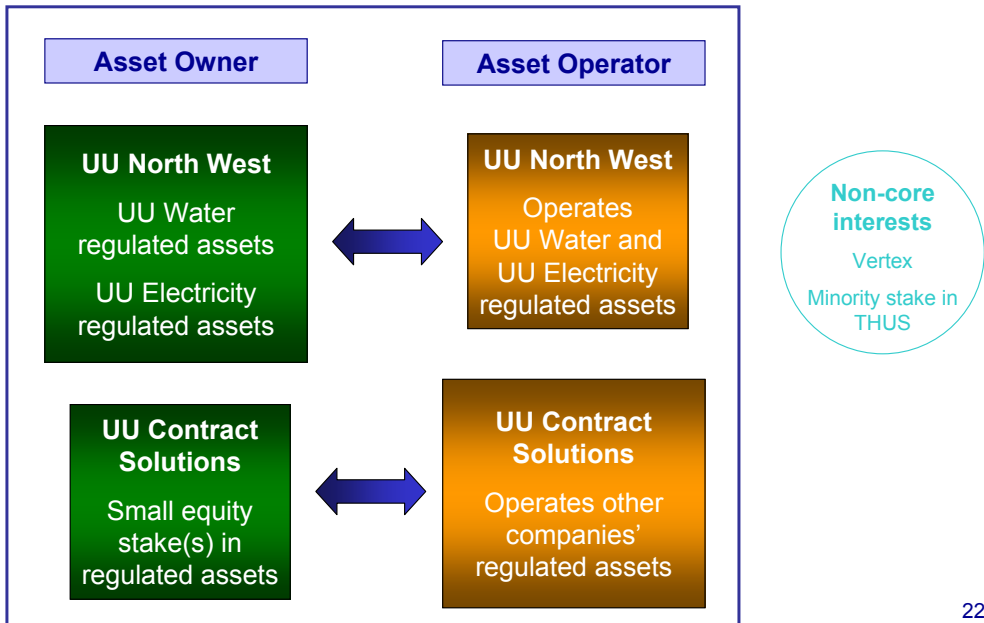 Asset Owner
Asset Operator
UU North West
UU Water
regulated assets
UU Electricity
regulated assets
UU North West
Operates
UU Water and
UU Electricity
regulated assets
Non-core
interests
Vertex
Minority stake in
THUS
UU Contract
Solutions
Small equity
stake(s) in
regulated assets
UU Contract
Solutions
Operates other
companies’
regulated assets
22